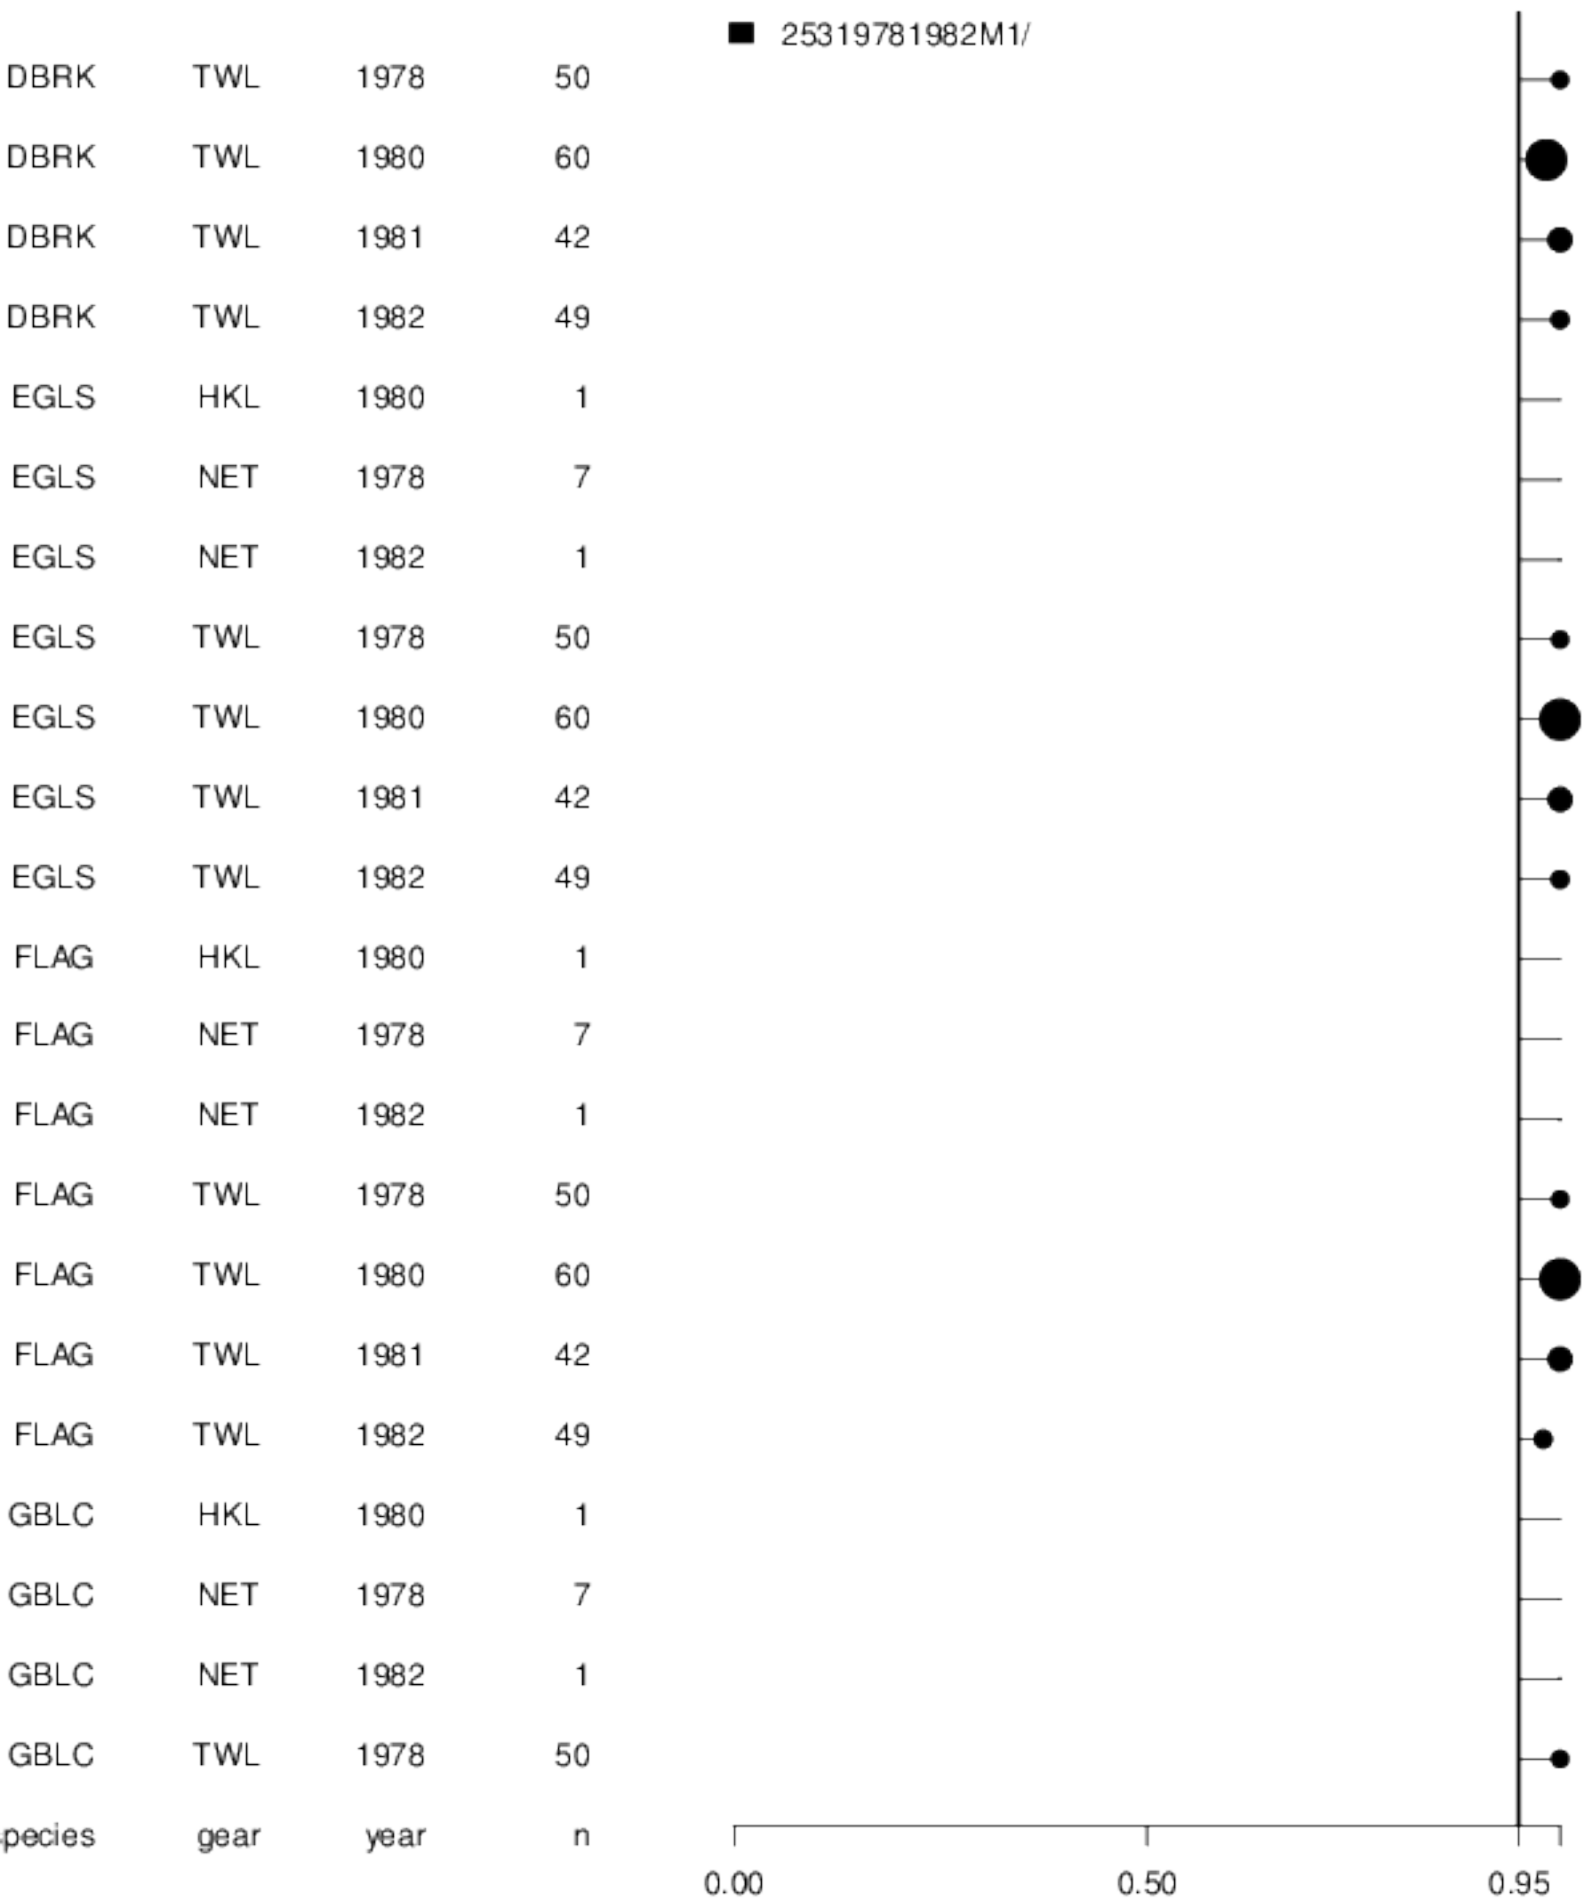 25319781982M1/
DBRK TWL 1978 50
DBRK TWL 1980 60
DBRK TWL 1981 42
DBRK TWL 1982 49
EGLS HKL 1980 1
EGLS NET 1978 7
EGLS NET 1982 1
EGLS TWL 1978 50
EGLS TWL 1980 60
EGLS TWL 1981 42
EGLS TWL 1982 49
FLAG HKL 1980 1
FLAG NET 1978 7
FLAG NET 1982 1
FLAG TWL 1978 50
FLAG TWL 1980 60
FLAG TWL 1981 42
FLAG TWL 1982 49
GBLC HKL 1980 1
GBLC NET 1978 7
GBLC NET 1982 1
GBLC TWL 1978 50
pecies gear year n
0.00 0.50 0.95